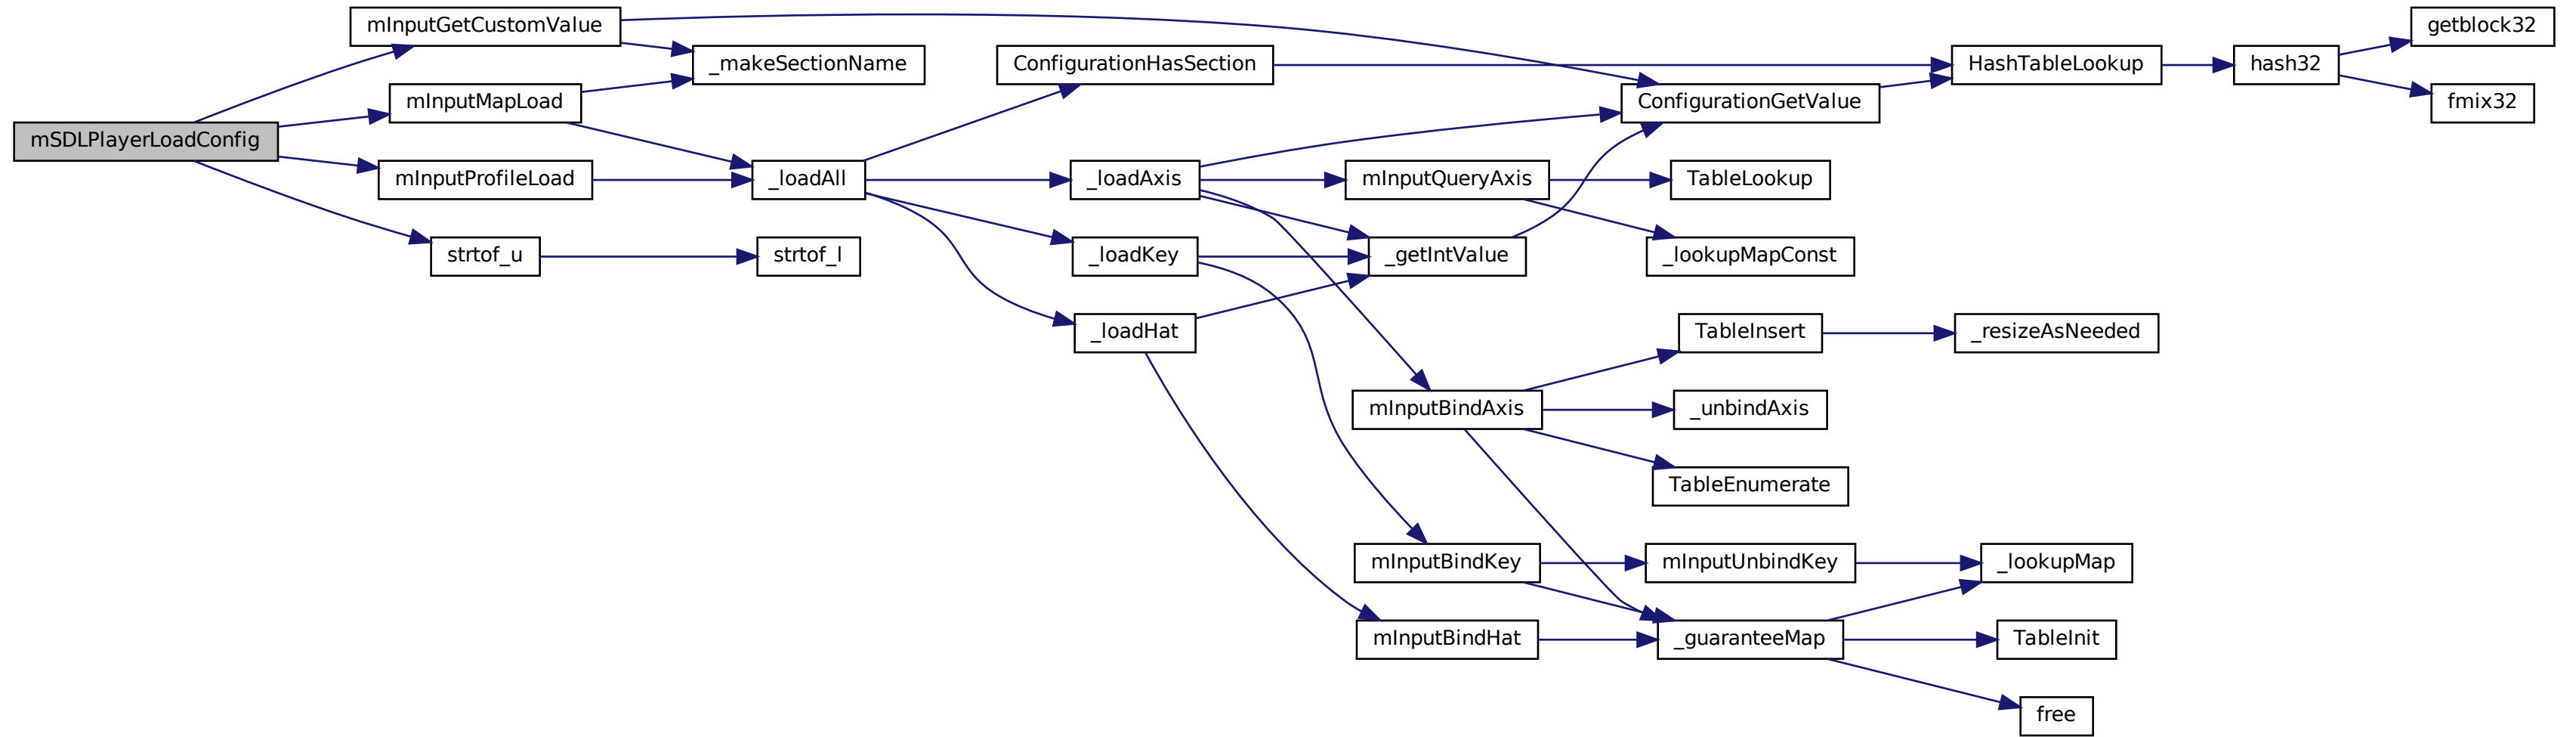 mSDLPlayerLoadConfig
mInputGetCustomValue
mInputMapLoad
mInputProfileLoad
strtof_u
_makeSectionName
_loadAll
strtof_l
ConfigurationHasSection
_loadAxis
_loadKey
_loadHat
mInputQueryAxis
_getIntValue
mInputBindAxis
mInputBindKey
mInputBindHat
ConfigurationGetValue
TableLookup
_lookupMapConst
TableInsert
_unbindAxis
TableEnumerate
mInputUnbindKey
_guaranteeMap
HashTableLookup
_resizeAsNeeded
_lookupMap
TableInit
free
hash32
getblock32
fmix32